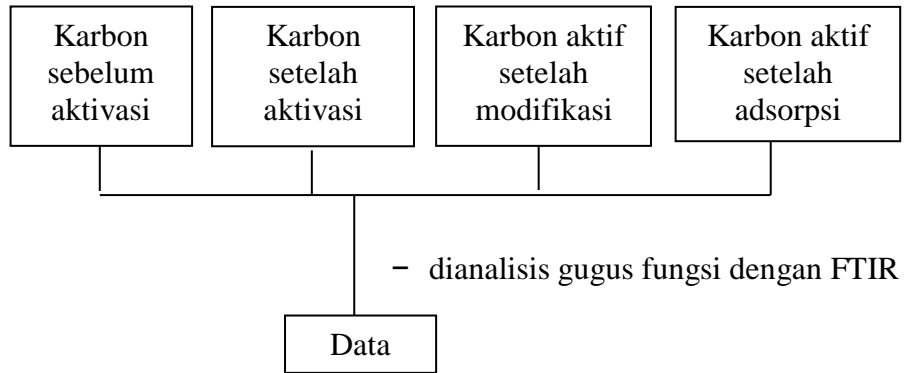 Karbon
sebelum
aktivasi
Karbon
setelah
aktivasi
Karbon aktif
setelah
modifikasi
Karbon aktif
setelah
adsorpsi
- dianalisis gugus fungsi dengan FTIR
Data